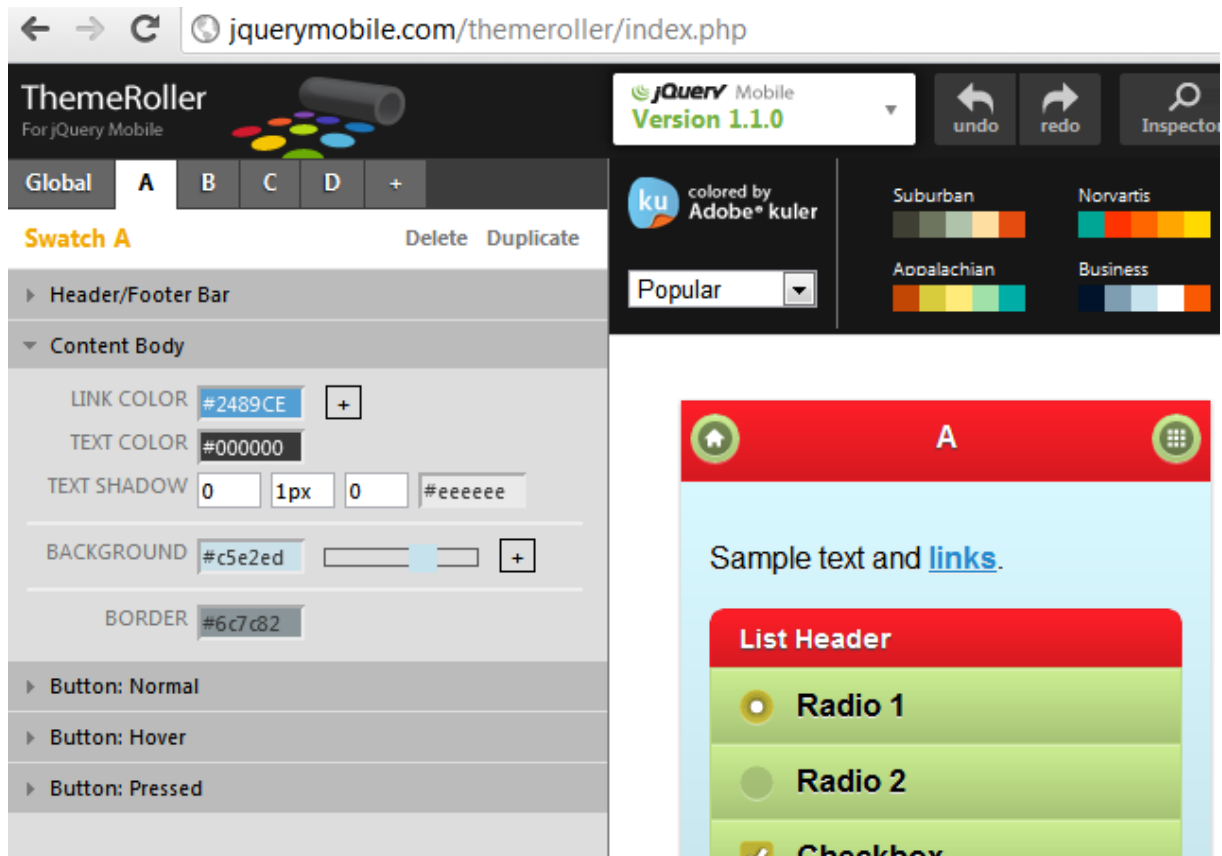 jquerymobile.com/themeroller/index.php
ThemeRoller
For jQuery Mobile
jQuery Mobile
Version 1.1.0
undo
redo
Inspector
Global A B C D +
Swatch A
Delete Duplicate
Header/Footer Bar
Content Body
LINK COLOR #2489CE +
TEXT COLOR #000000
TEXT SHADOW 0 1px 0 #eeeeee
BACKGROUND #c5e2ed +
BORDER #6c7c82
Button: Normal
Button: Hover
Button: Pressed
ku
colored by
Adobe® kuler
Popular
Suburban
Norvartis
Appalachian
Business
A
Sample text and links.
List Header
Radio 1
Radio 2
Checkbox